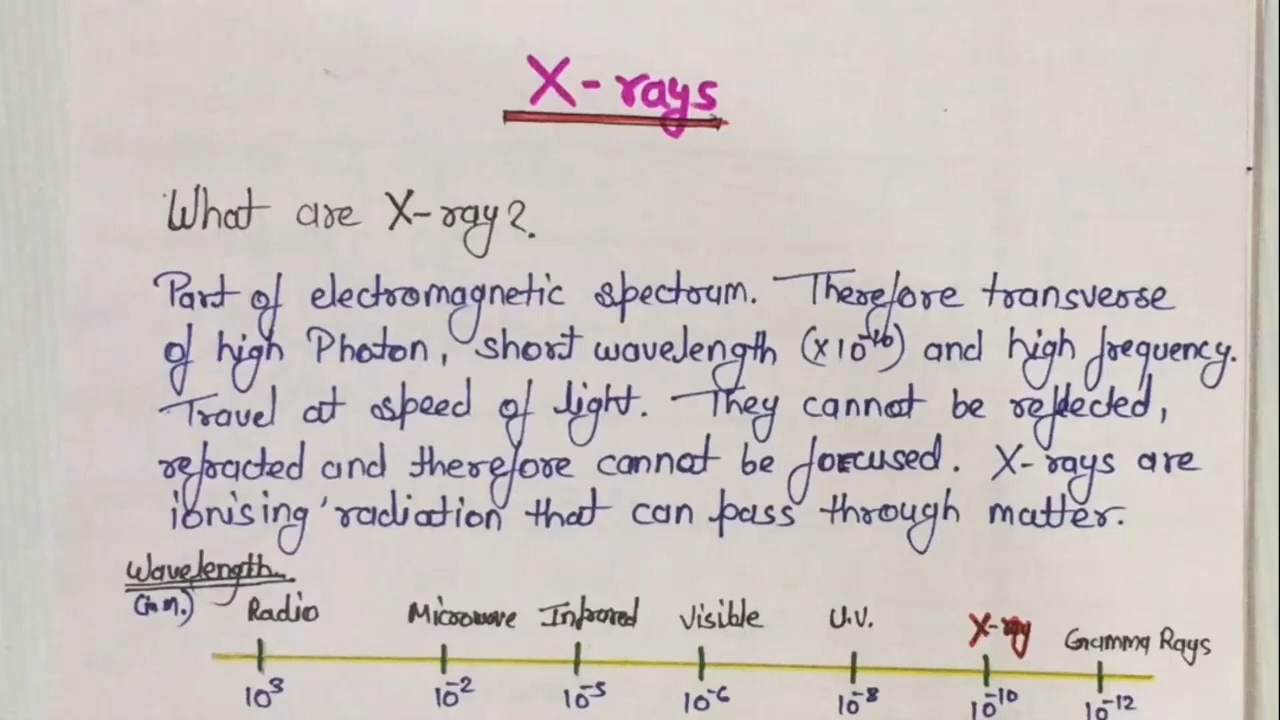 X-rays
What are X-ray?.
Part of electromagnetic spectrum. Therefore transverse
of high Photon, short wavelength (x10⁻¹⁰) and high frequency.
Travel at speed of light. They cannot be reflected,
refracted and therefore cannot be focused. X-rays are
ionising radiation that can pass through matter.
Wavelength
(in m.) Radio Microwave Infrared Visible U.V. X-ray Gamma Rays
10³ 10⁻² 10⁻⁵ 10⁻⁶ 10⁻⁸ 10⁻¹⁰ 10⁻¹²